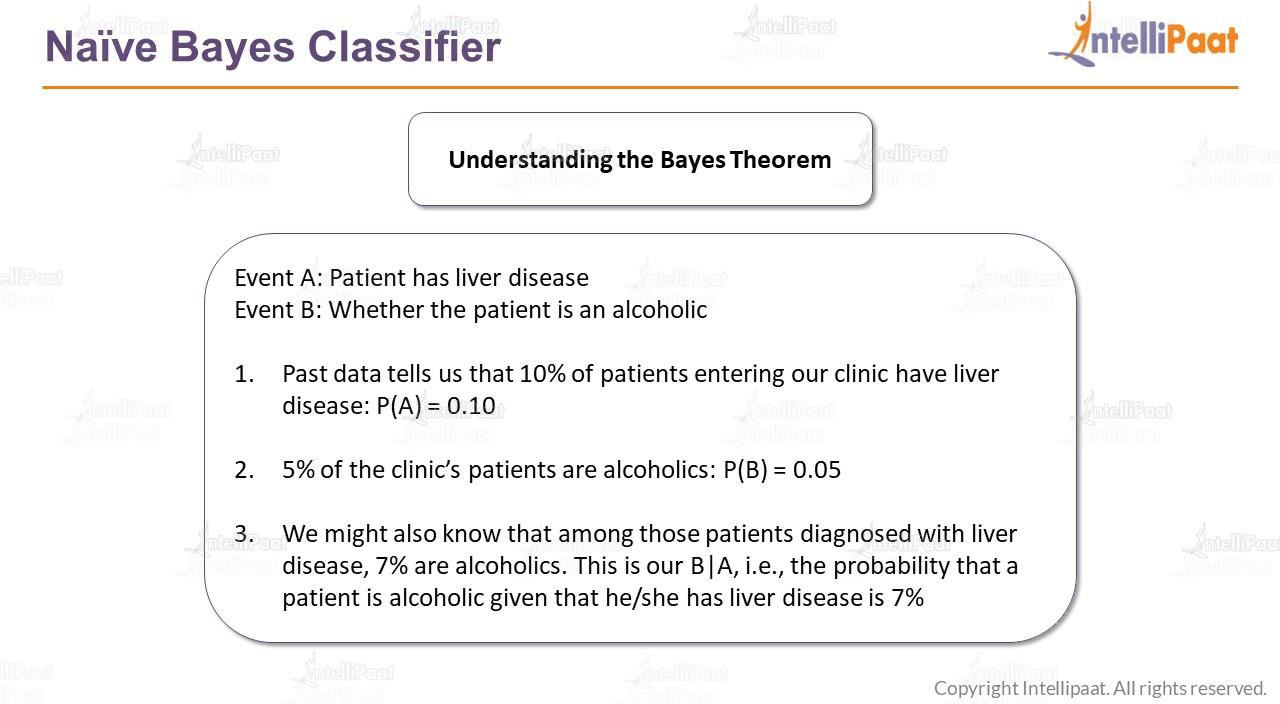 Naïve Bayes Classifier
IntelliPaat
Understanding the Bayes Theorem
Event A: Patient has liver disease
Event B: Whether the patient is an alcoholic
1. Past data tells us that 10% of patients entering our clinic have liver
disease: P(A) = 0.10
2. 5% of the clinic’s patients are alcoholics: P(B) = 0.05
3. We might also know that among those patients diagnosed with liver
disease, 7% are alcoholics. This is our B|A, i.e., the probability that a
patient is alcoholic given that he/she has liver disease is 7%
Copyright Intellipaat. All rights reserved.